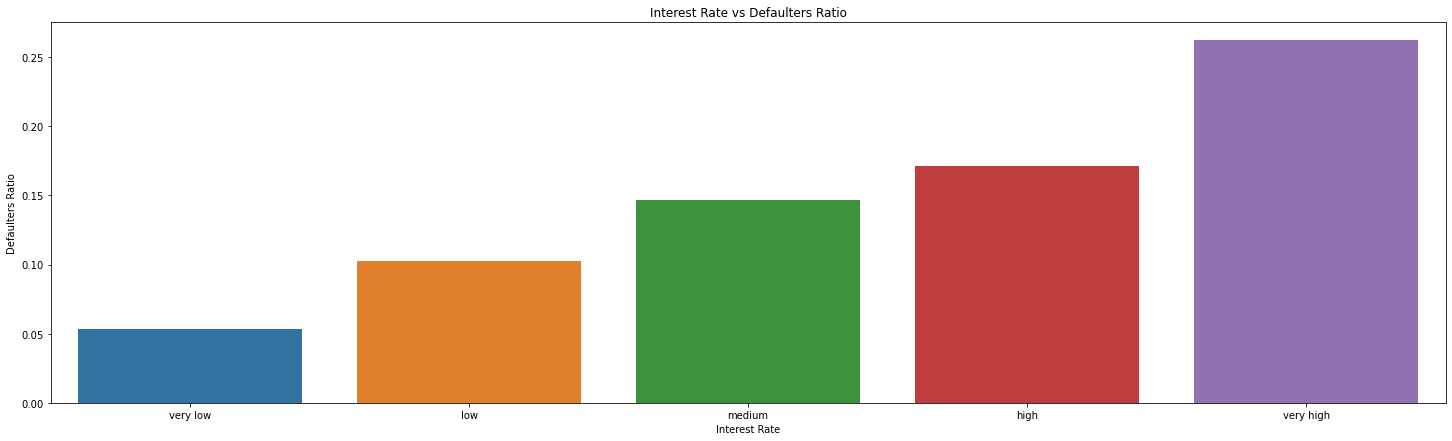 Interest Rate vs Defaulters Ratio
Defaulters Ratio
0.25
0.20
0.15
0.10
0.05
0.00
very low low medium high very high
Interest Rate